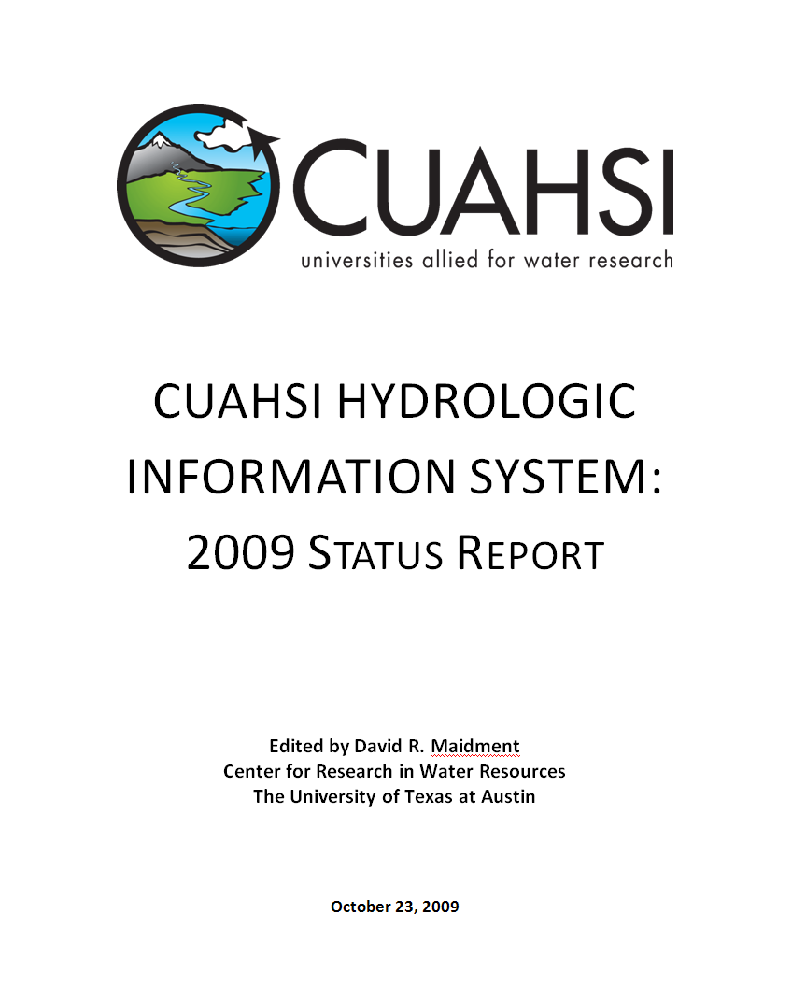 CUAHSI
universities allied for water research
CUAHSI HYDROLOGIC
INFORMATION SYSTEM:
2009 STATUS REPORT
Edited by David R. Maidment
Center for Research in Water Resources
The University of Texas at Austin
October 23, 2009